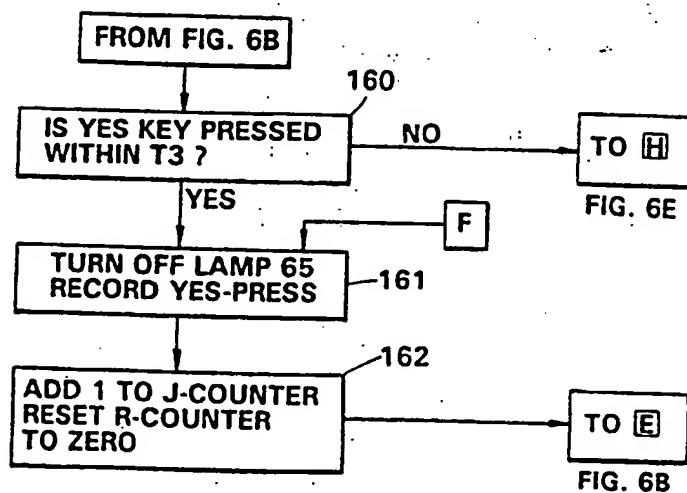 FROM FIG. 6B
160
IS YES KEY PRESSED
WITHIN T3 ?
NO
TO H
FIG. 6E
YES
F
TURN OFF LAMP 65
RECORD YES-PRESS
161
162
ADD 1 TO J-COUNTER
RESET R-COUNTER
TO ZERO
TO E
FIG. 6B